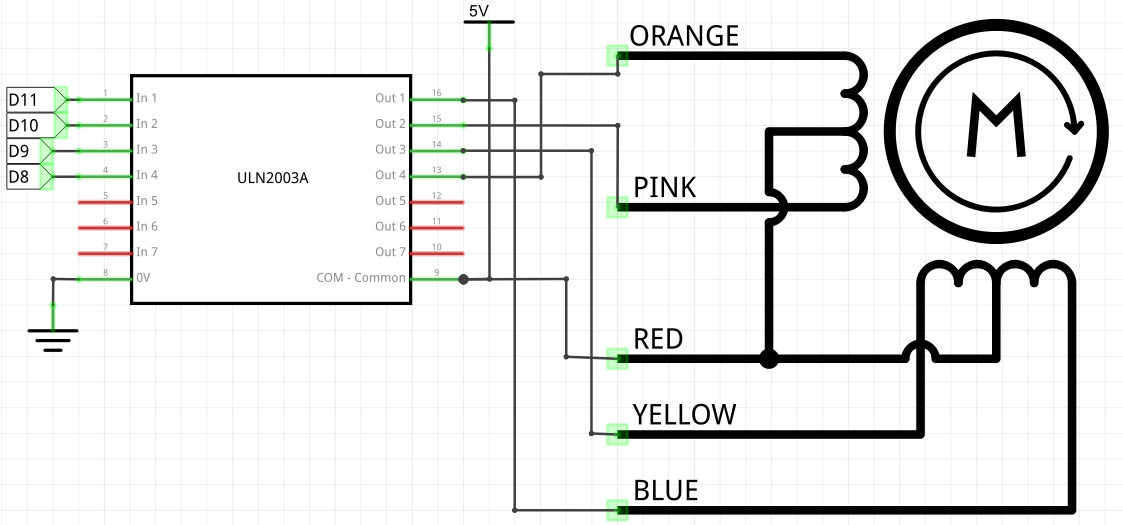 5V
ORANGE
D11 1 In 1 Out 1 16
D10 2 In 2 Out 2 15
D9 3 In 3 Out 3 14
D8 4 In 4 Out 4 13
ULN2003A
PINK
5 In 5 Out 5 12
6 In 6 Out 6 11
7 In 7 Out 7 10
8 0V COM - Common 9
M
RED
YELLOW
BLUE